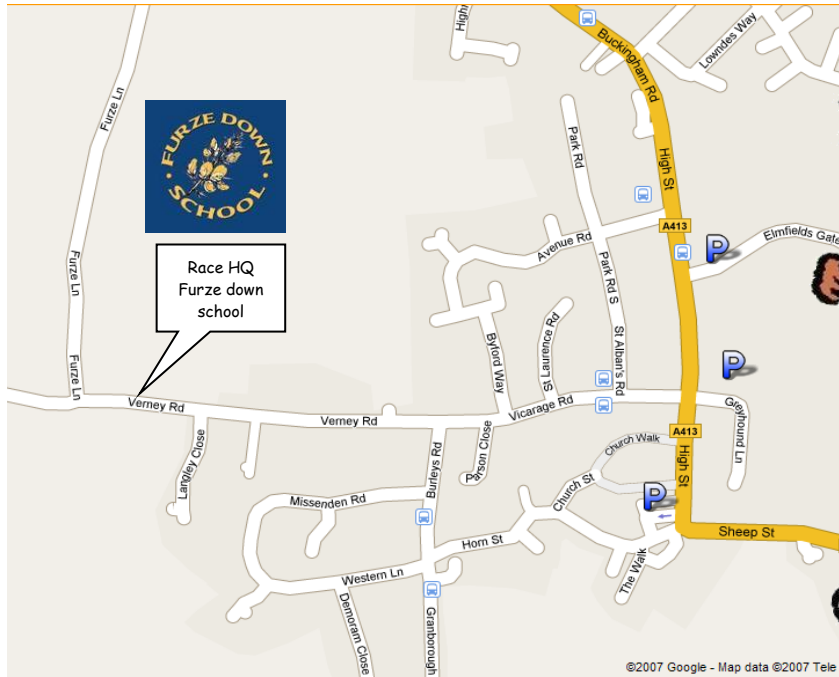 Highm
Buckingham Rd
Lowndes Way
Furze Ln
FURZE DOWN
SCHOOL
Park Rd
High St
A413
Elmfields Gate
Avenue Rd
Race HQ
Furze down
school
Furze Ln
Park Rd S
P
Byford Way
St Laurence Rd
St Alban's Rd
P
Furze Ln
Verney Rd
Verney Rd
Vicarage Rd
Greyhound Ln
A413
Church Walk
High St
Langley Close
Burleys Rd
Parson Close
Church St
P
Missenden Rd
Horn St
Sheep St
Western Ln
The Walk
Demoram Close
Granborough
©2007 Google - Map data ©2007 Tele